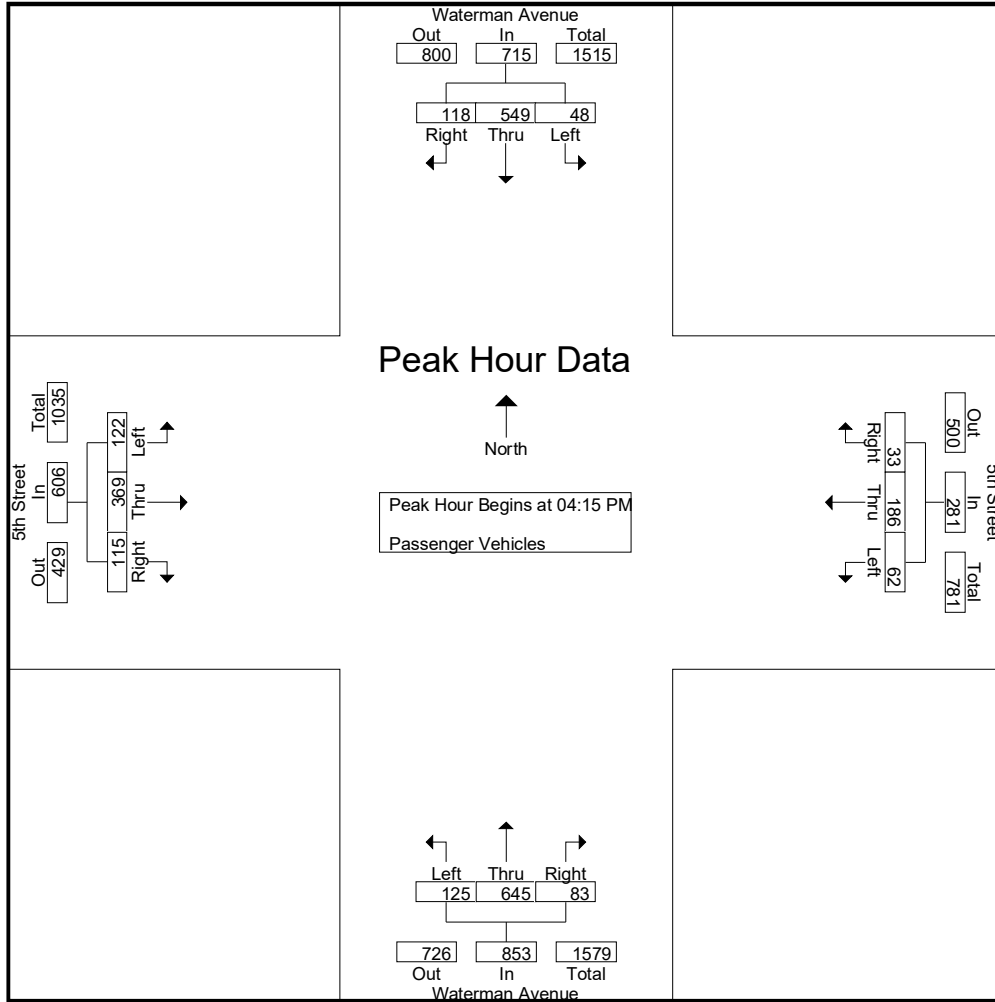 Waterman Avenue
Out In Total
800 715 1515
118 549 48
Right Thru Left
Peak Hour Data
North
Peak Hour Begins at 04:15 PM
Passenger Vehicles
5th Street
Out In Total
429 606 1035
Right Thru Left
115 369 122
5th Street
Out In Total
500 281 781
Right Thru Left
33 186 62
Left Thru Right
125 645 83
726 853 1579
Out In Total
Waterman Avenue